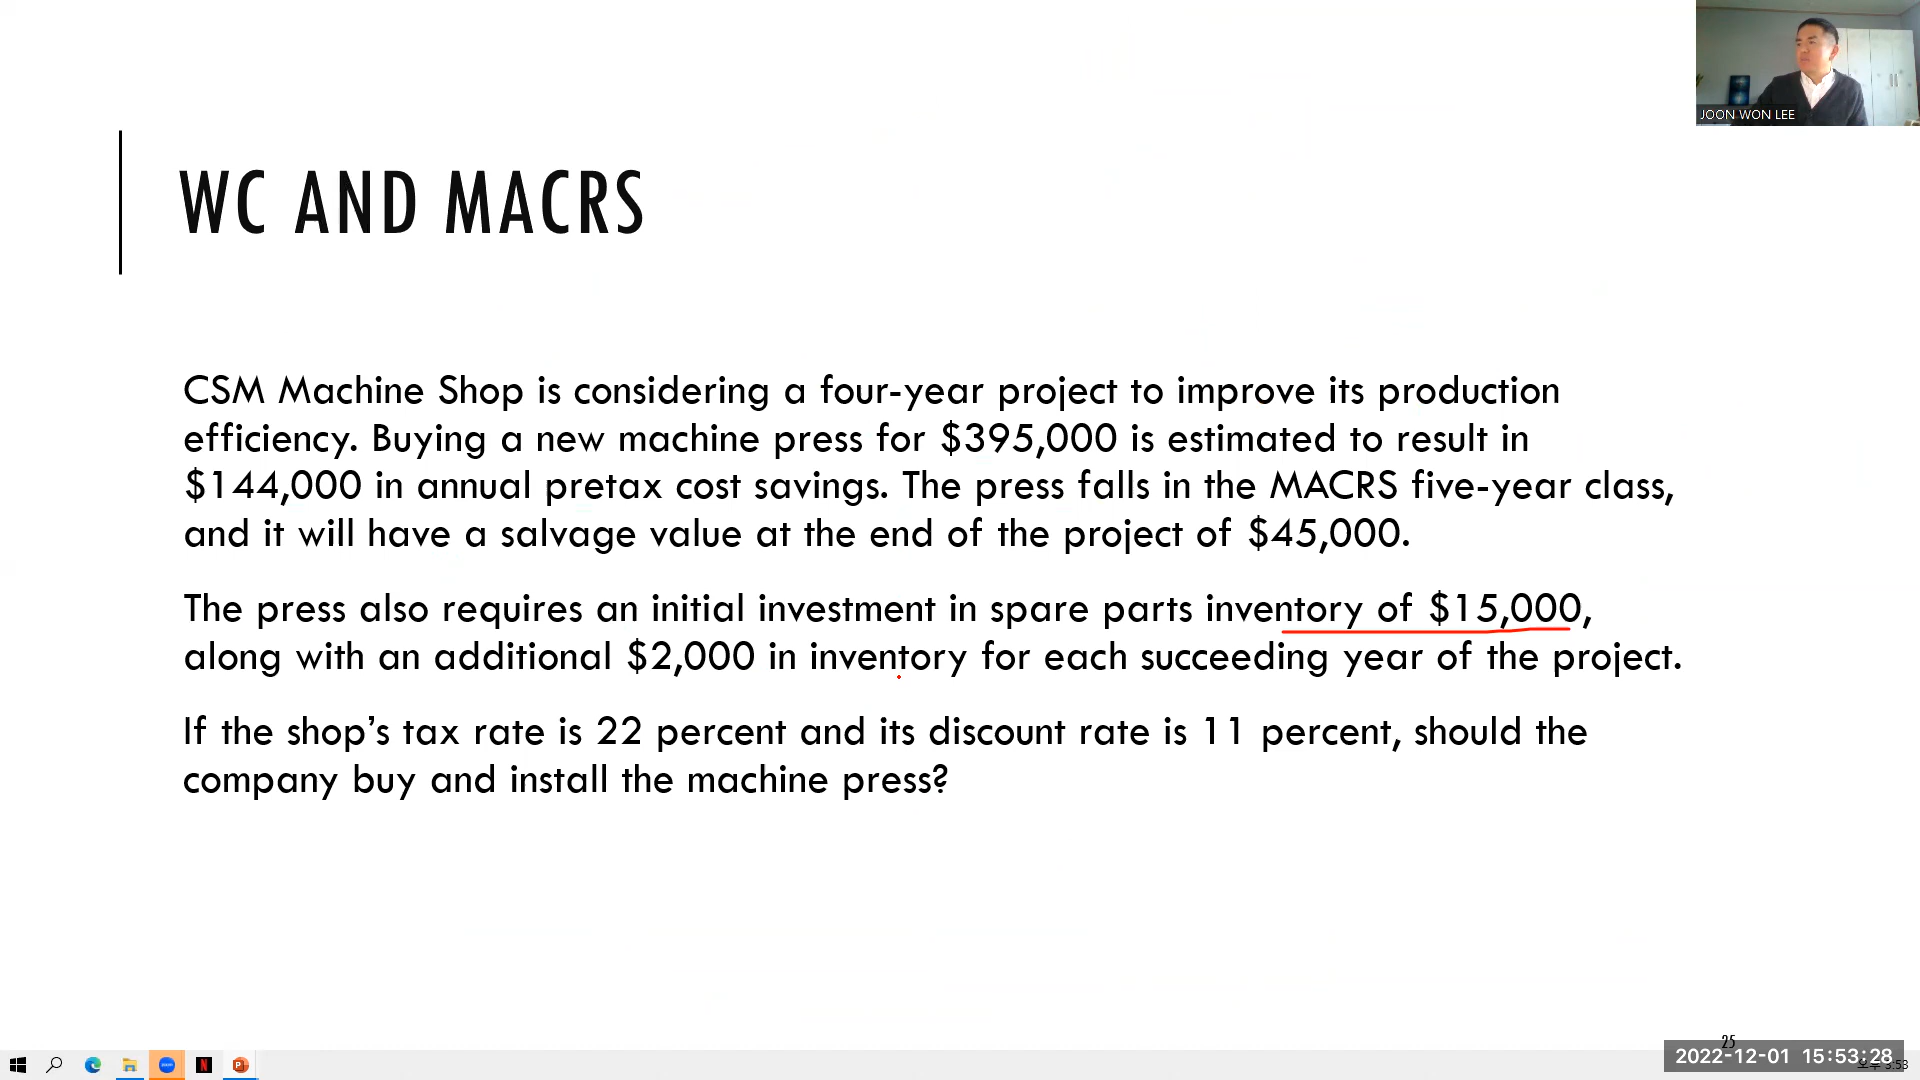 JOON WON LEE
WC AND MACRS
CSM Machine Shop is considering a four-year project to improve its production
efficiency. Buying a new machine press for $395,000 is estimated to result in
$144,000 in annual pretax cost savings. The press falls in the MACRS five-year class,
and it will have a salvage value at the end of the project of $45,000.
The press also requires an initial investment in spare parts inventory of $15,000,
along with an additional $2,000 in inventory for each succeeding year of the project.
If the shop’s tax rate is 22 percent and its discount rate is 11 percent, should the
company buy and install the machine press?
25
2022-12-01 15:53:28